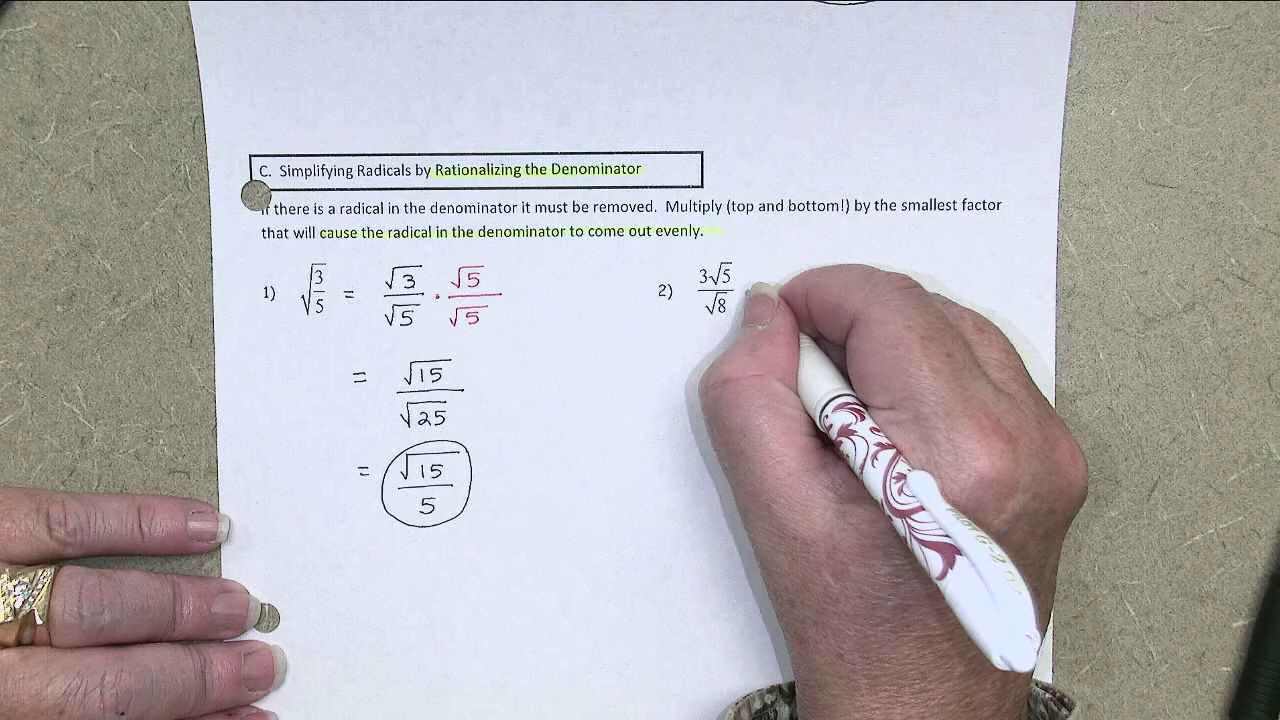 C. Simplifying Radicals by Rationalizing the Denominator
If there is a radical in the denominator it must be removed. Multiply (top and bottom!) by the smallest factor
that will cause the radical in the denominator to come out evenly.
1) √(3/5) = √3/√5 · √5/√5
= √15/√25
= √15/5
2) 3√5/√8